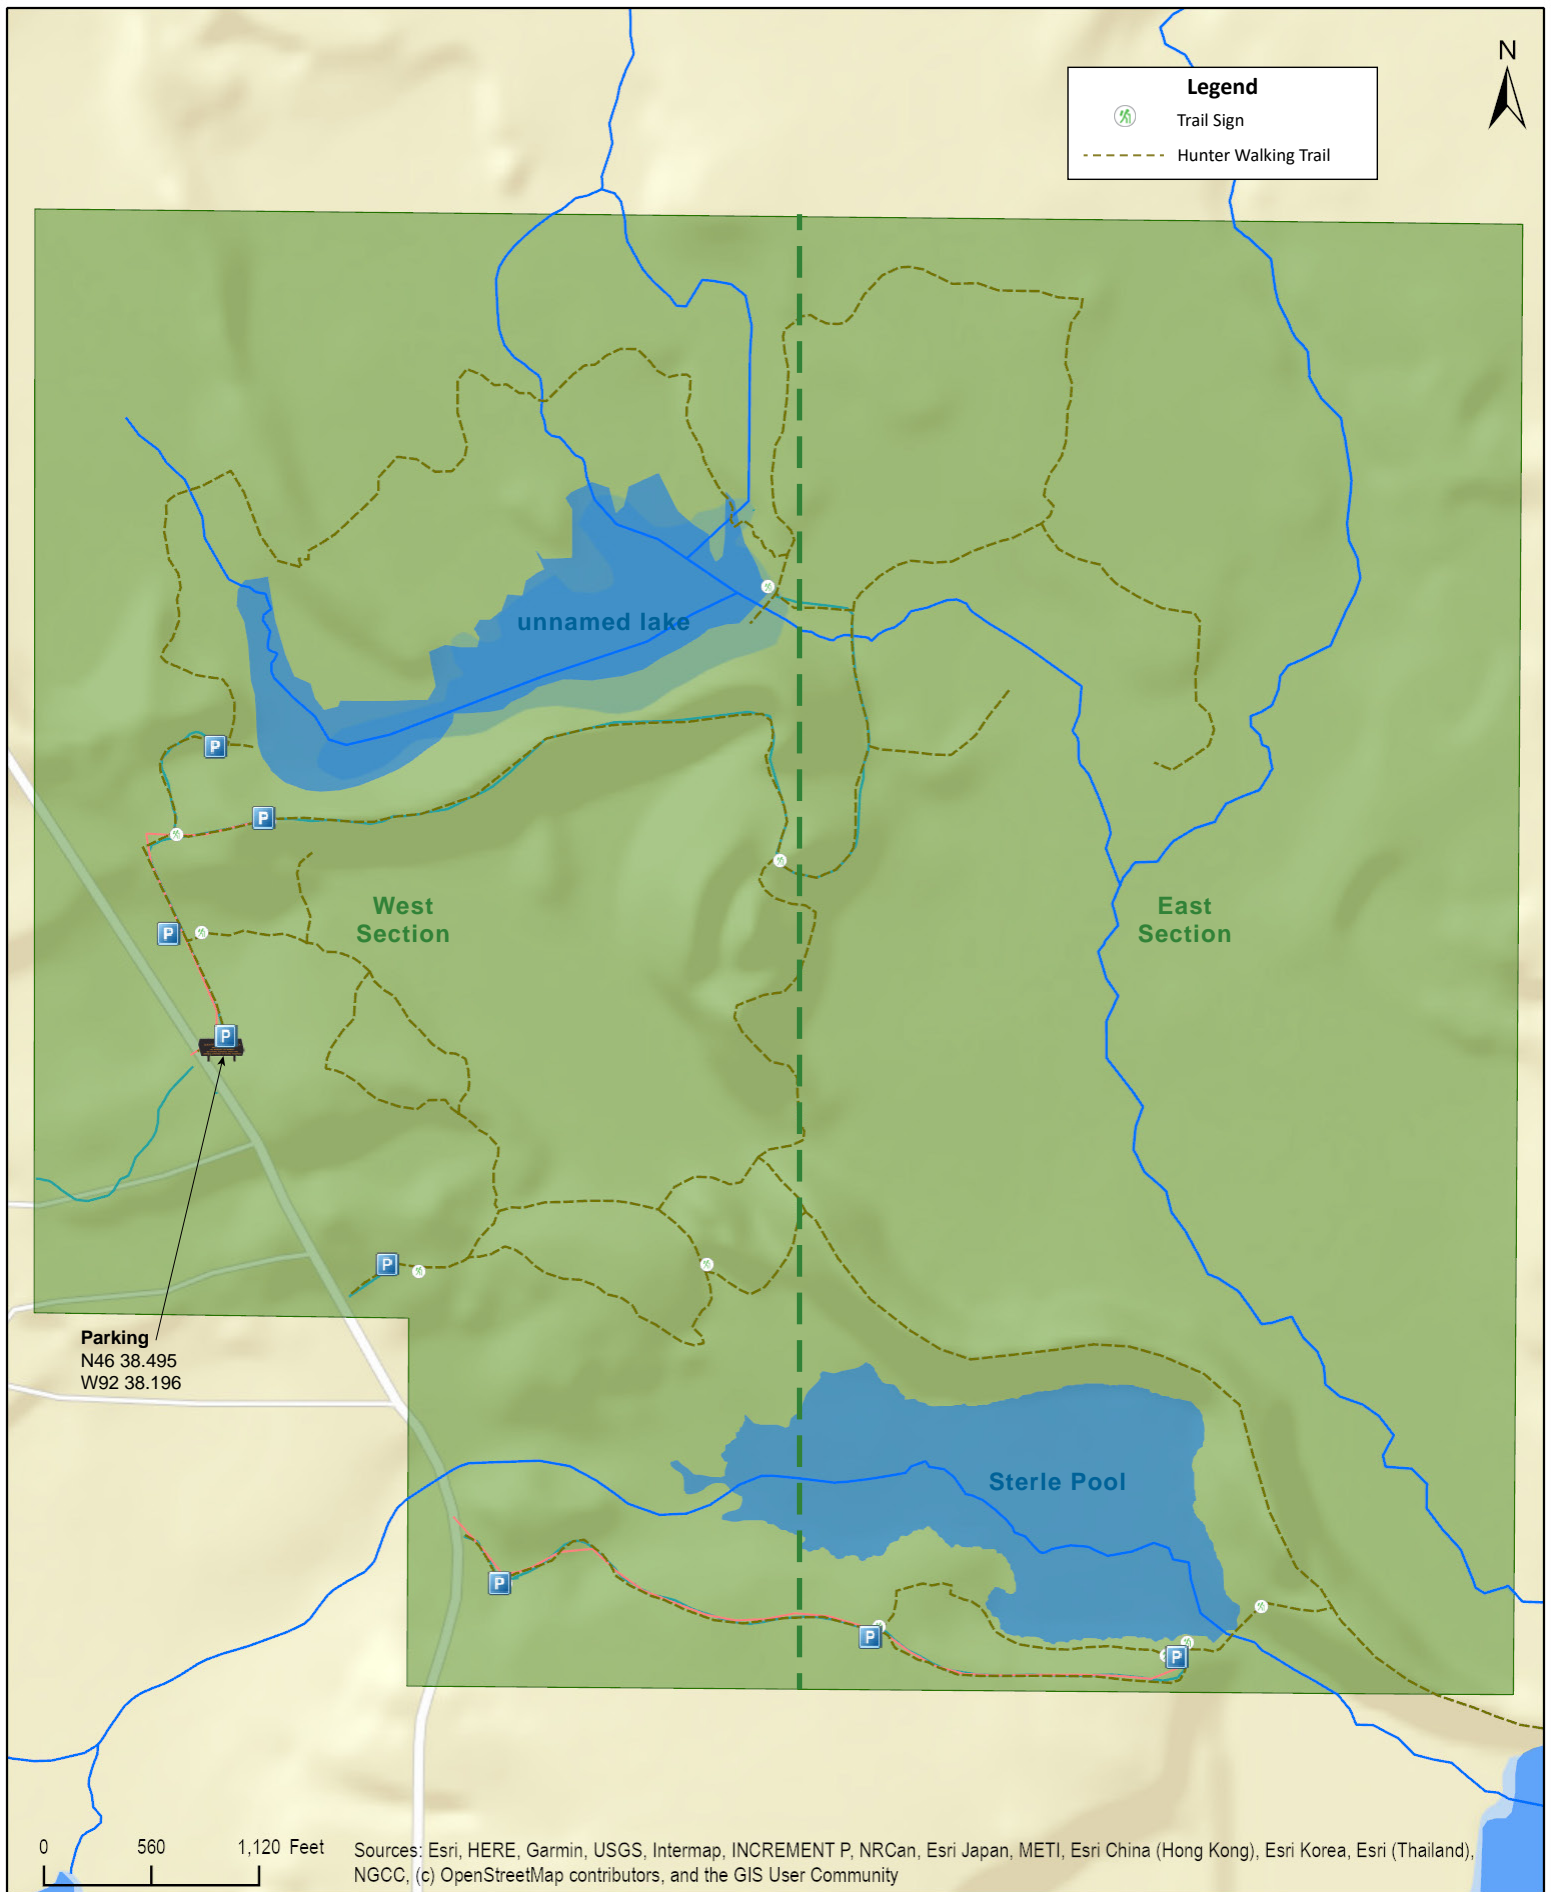 N
Legend
Trail Sign
Hunter Walking Trail
unnamed lake
P
P
West
Section
East
Section
P
P
P
Parking
N46 38.495
W92 38.196
Sterle Pool
P
P
P
0 560 1,120 Feet
Sources: Esri, HERE, Garmin, USGS, Intermap, INCREMENT P, NRCan, Esri Japan, METI, Esri China (Hong Kong), Esri Korea, Esri (Thailand),
NGCC, (c) OpenStreetMap contributors, and the GIS User Community